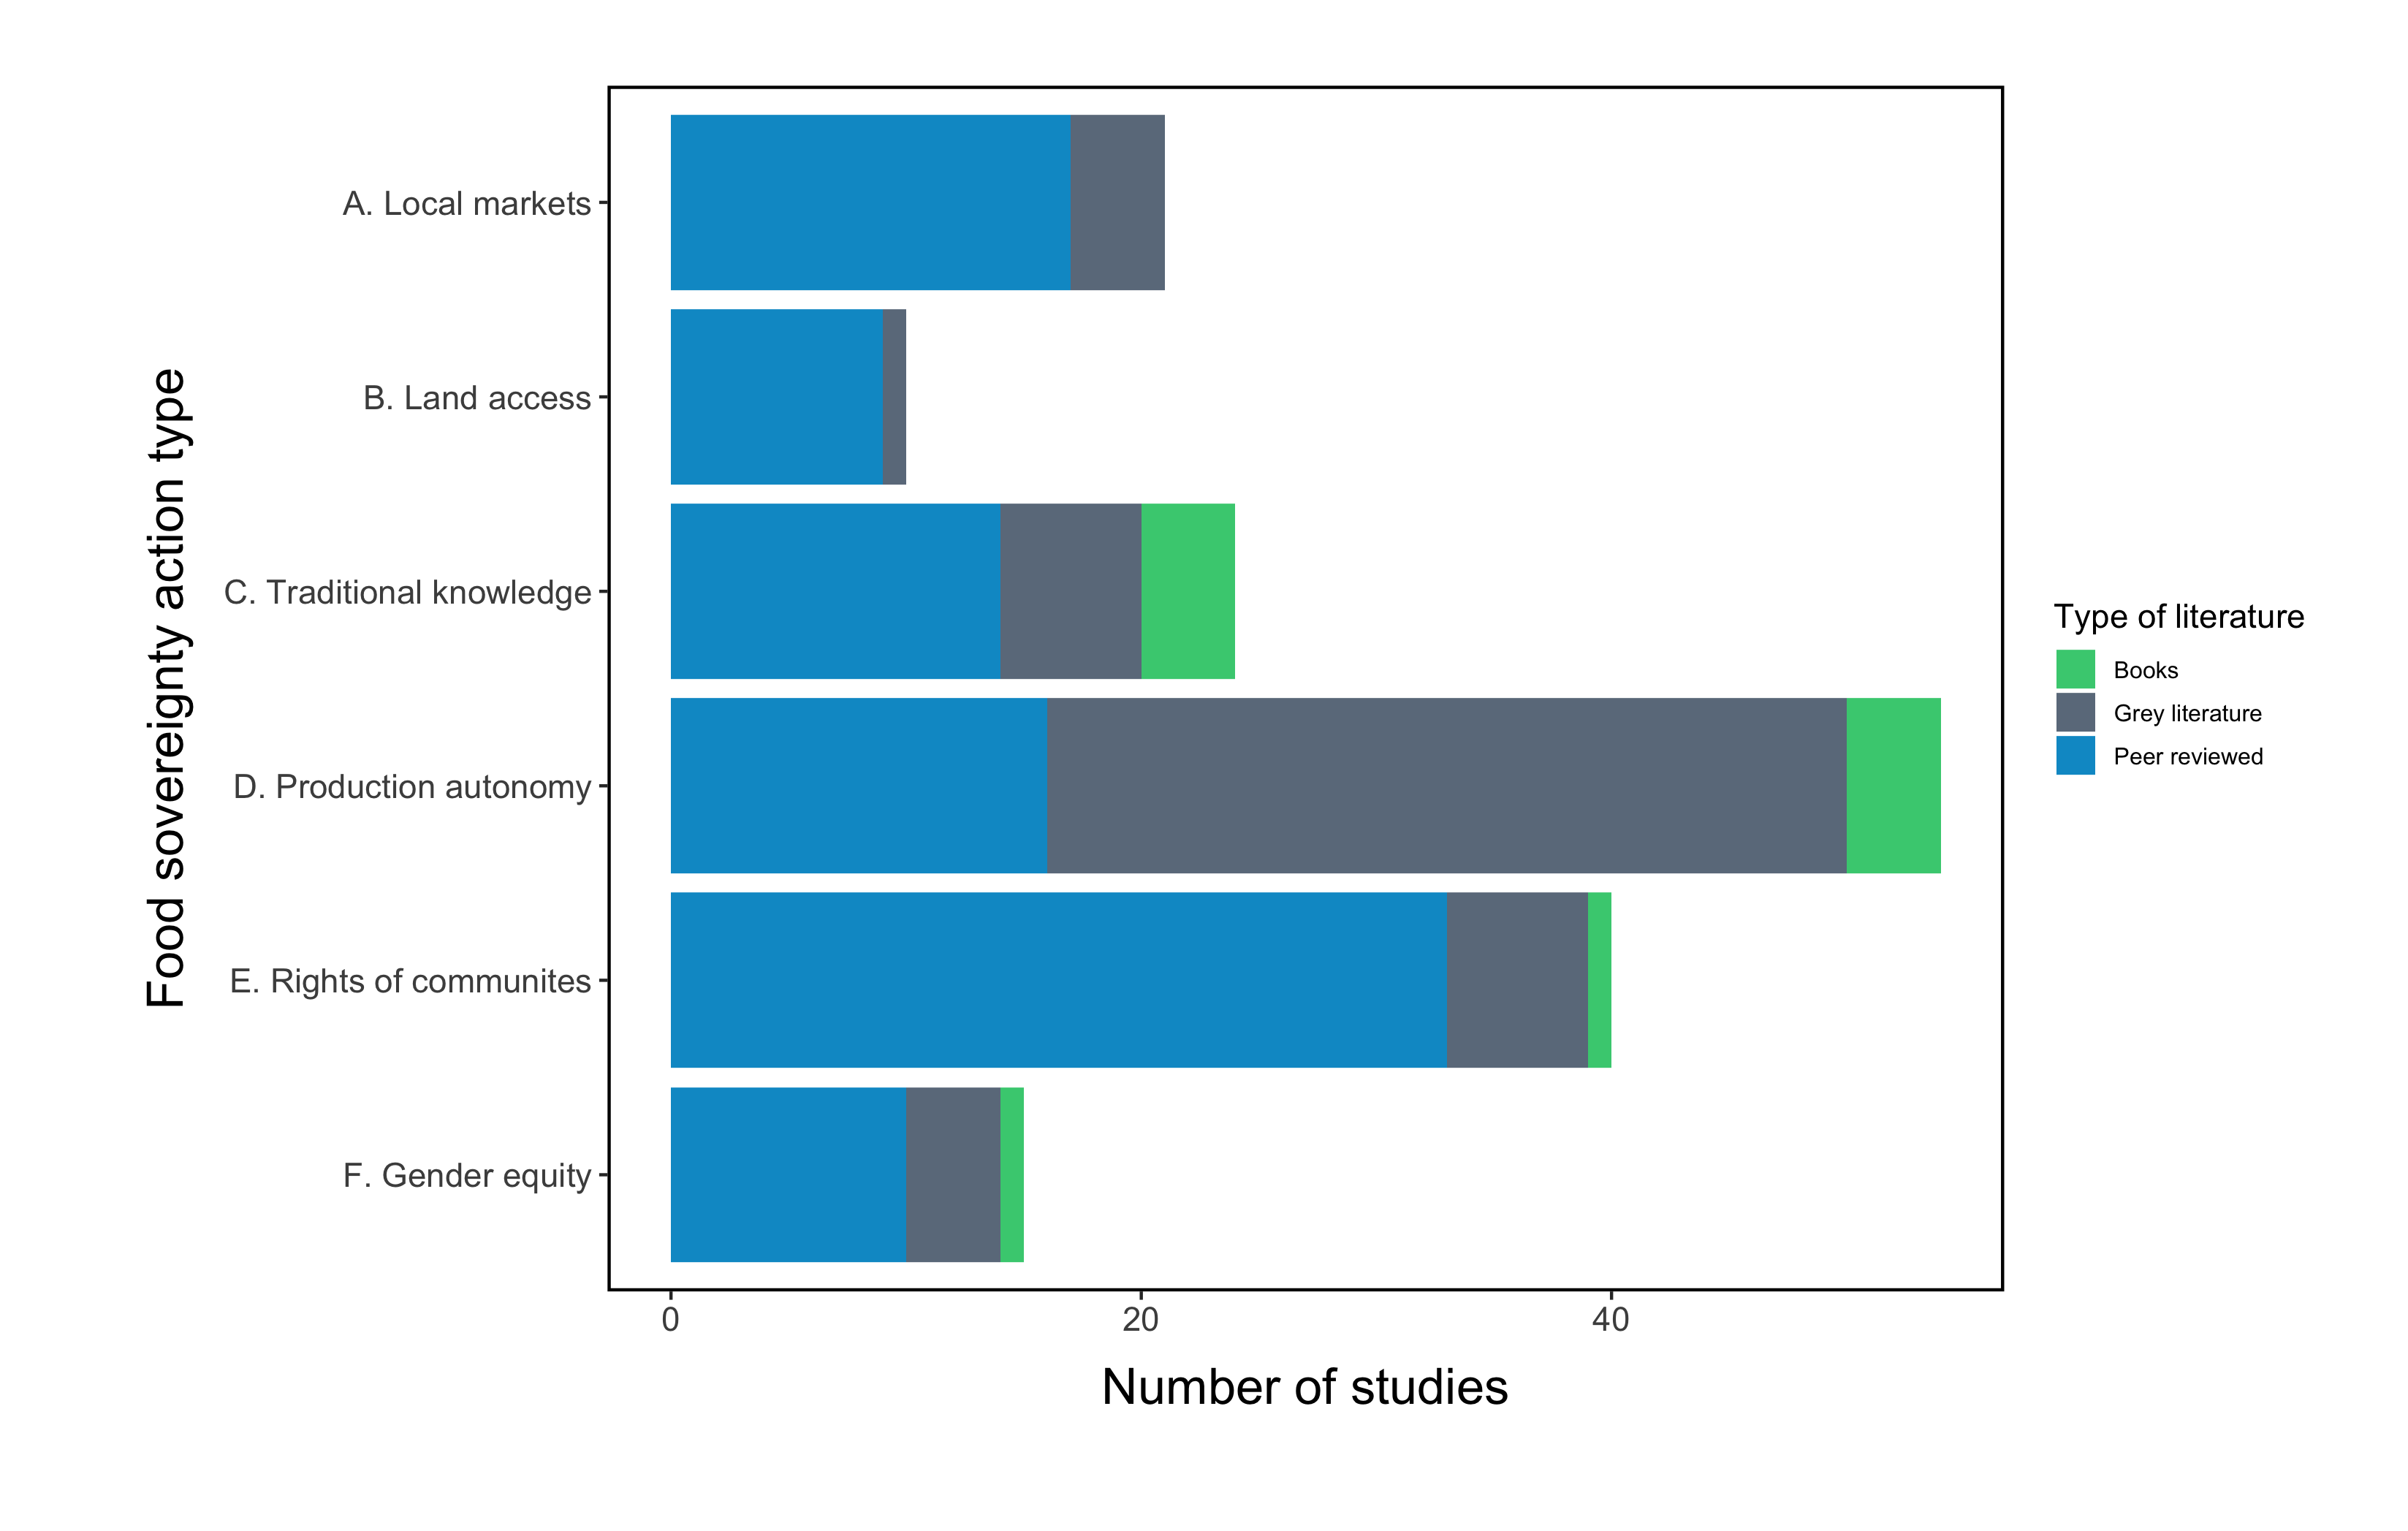 Food sovereignty action type
A. Local markets
B. Land access
C. Traditional knowledge
D. Production autonomy
E. Rights of communites
F. Gender equity
0 20 40
Number of studies
Type of literature
Books
Grey literature
Peer reviewed